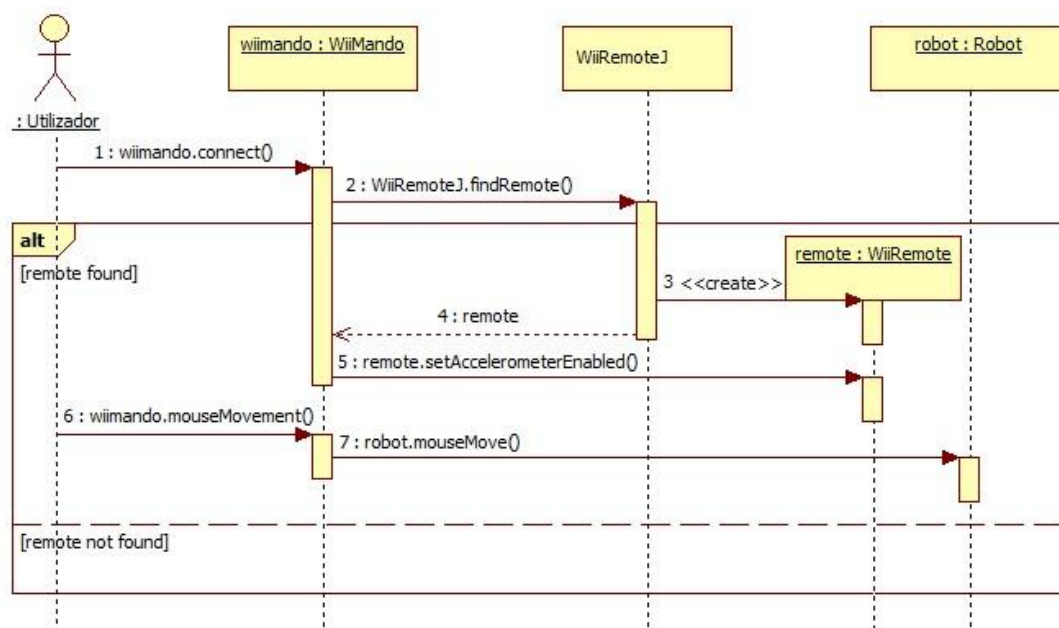 wiimando : WiiMando
WiiRemoteJ
robot : Robot
: Utilizador
1 : wiimando.connect()
2 : WiiRemoteJ.findRemote()
alt
[remote found]
remote : WiiRemote
3 <<create>>
4 : remote
5 : remote.setAccelerometerEnabled()
6 : wiimando.mouseMovement()
7 : robot.mouseMove()
[remote not found]